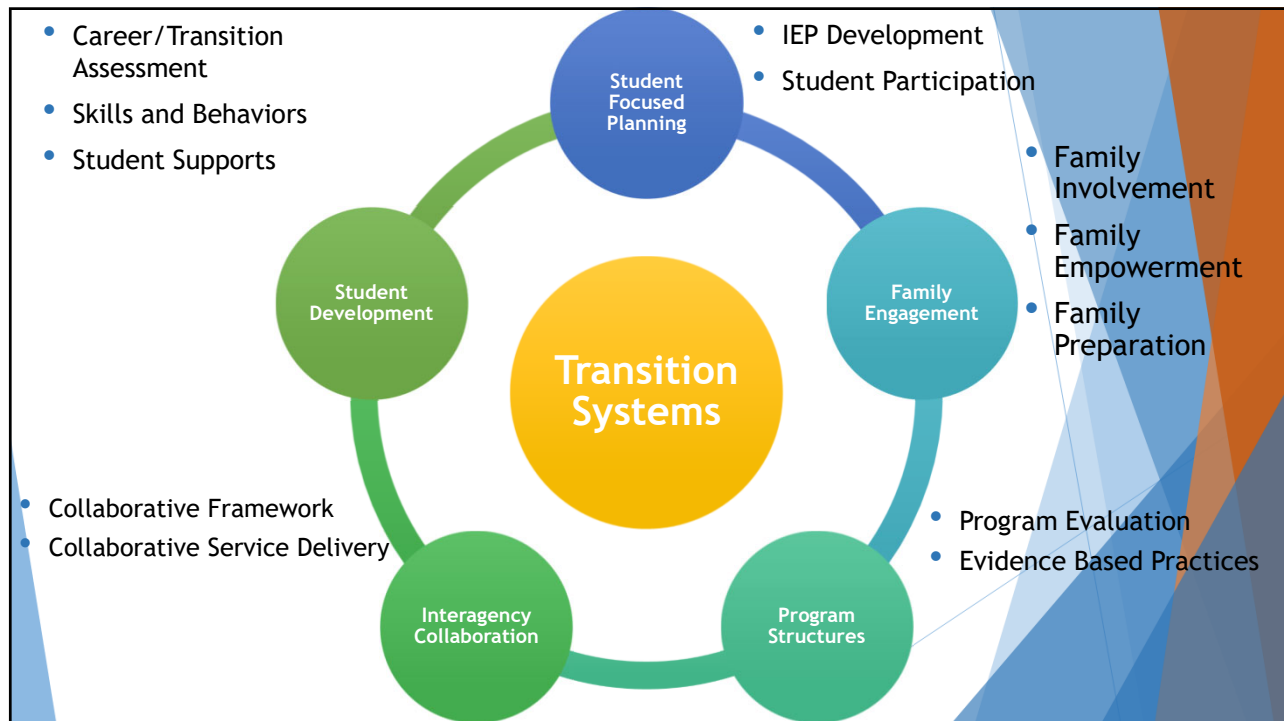 • Career/Transition
Assessment
• Skills and Behaviors
• Student Supports
Student
Focused
Planning
• IEP Development
• Student Participation
• Family
Involvement
• Family
Empowerment
• Family
Preparation
Student
Development
Family
Engagement
Transition
Systems
• Collaborative Framework
• Collaborative Service Delivery
• Program Evaluation
• Evidence Based Practices
Interagency
Collaboration
Program
Structures